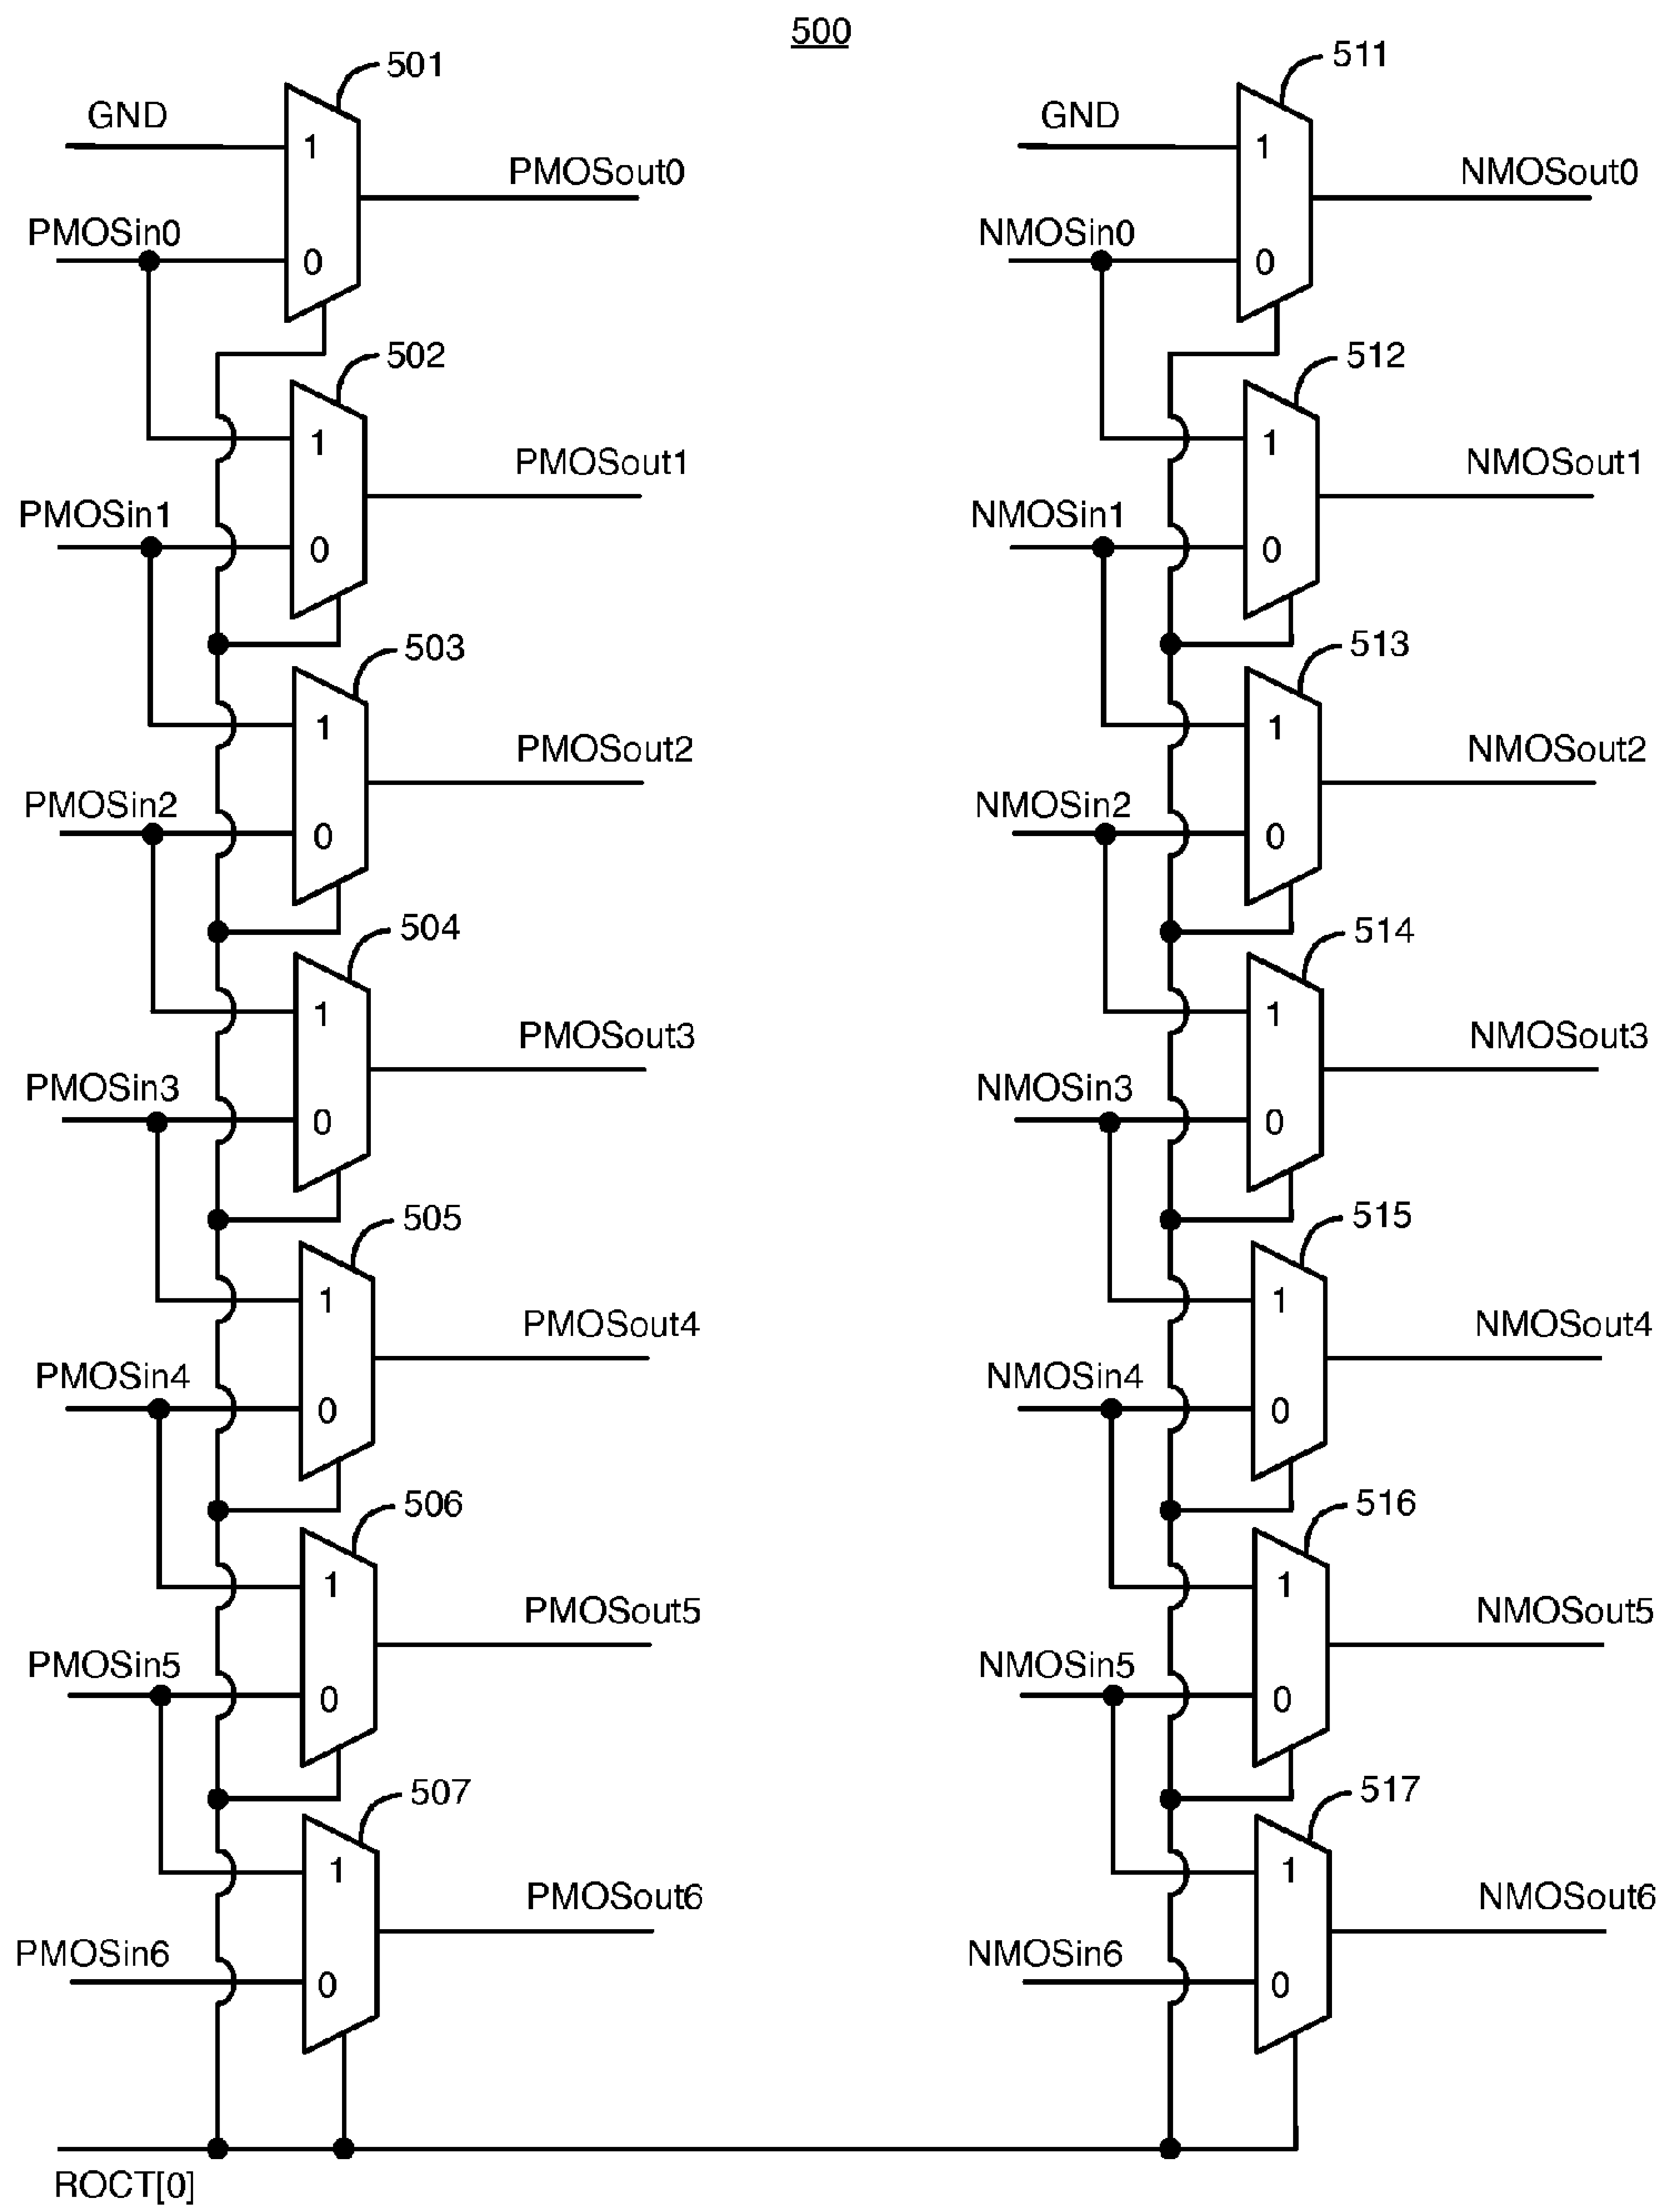 500
501
GND
1
PMOSout0
PMOSin0
0
502
1
PMOSout1
PMOSin1
0
503
1
PMOSout2
PMOSin2
0
504
1
PMOSout3
PMOSin3
0
505
1
PMOSout4
PMOSin4
0
506
1
PMOSout5
PMOSin5
0
507
1
PMOSout6
PMOSin6
0
ROCT[0]
511
GND
1
NMOSout0
NMOSin0
0
512
1
NMOSout1
NMOSin1
0
513
1
NMOSout2
NMOSin2
0
514
1
NMOSout3
NMOSin3
0
515
1
NMOSout4
NMOSin4
0
516
1
NMOSout5
NMOSin5
0
517
1
NMOSout6
NMOSin6
0